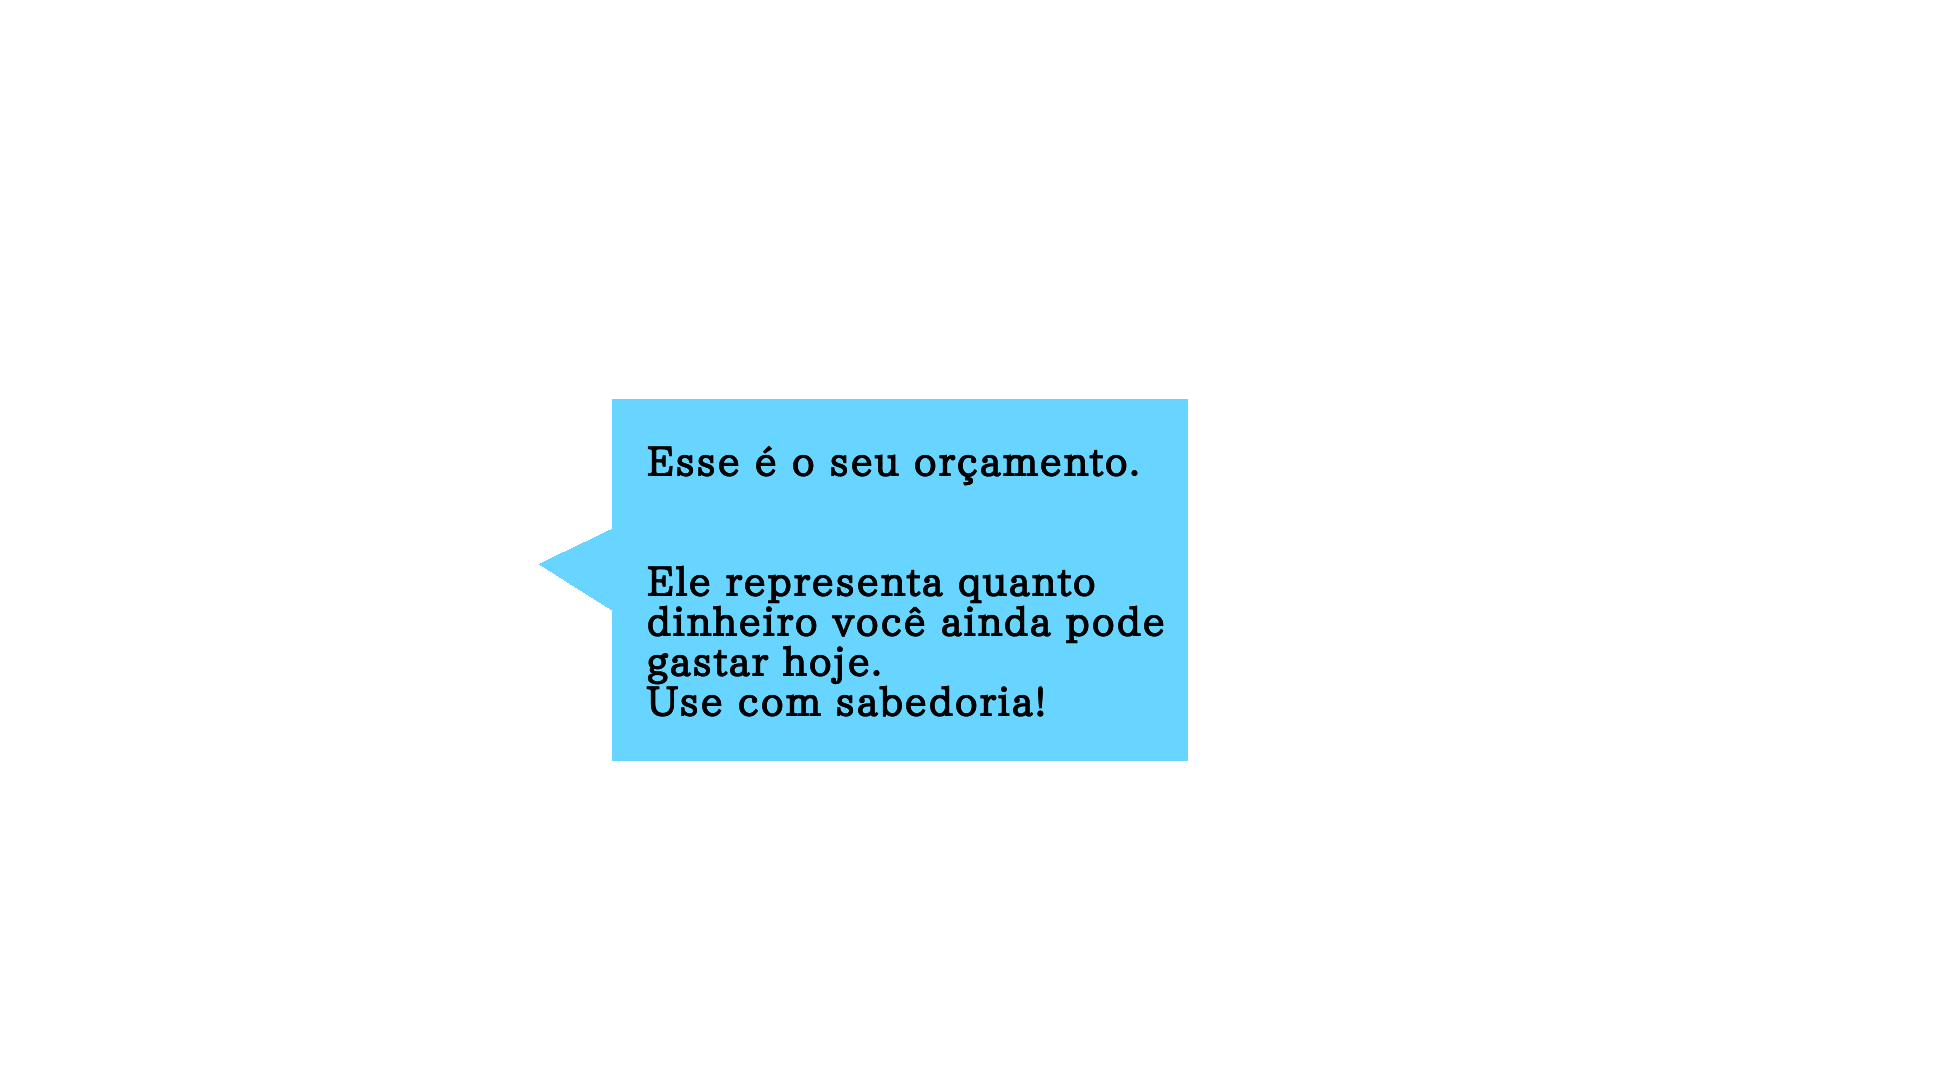 Esse é o seu orçamento.
Ele representa quanto
dinheiro você ainda pode
gastar hoje.
Use com sabedoria!